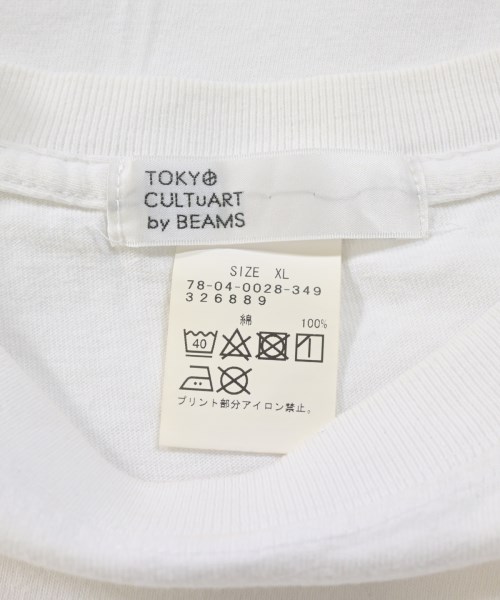 TOKYO
CULTuART
by BEAMS
SIZE XL
78-04-0028-349
326889
綿 100%
40
プリント部分アイロン禁止。